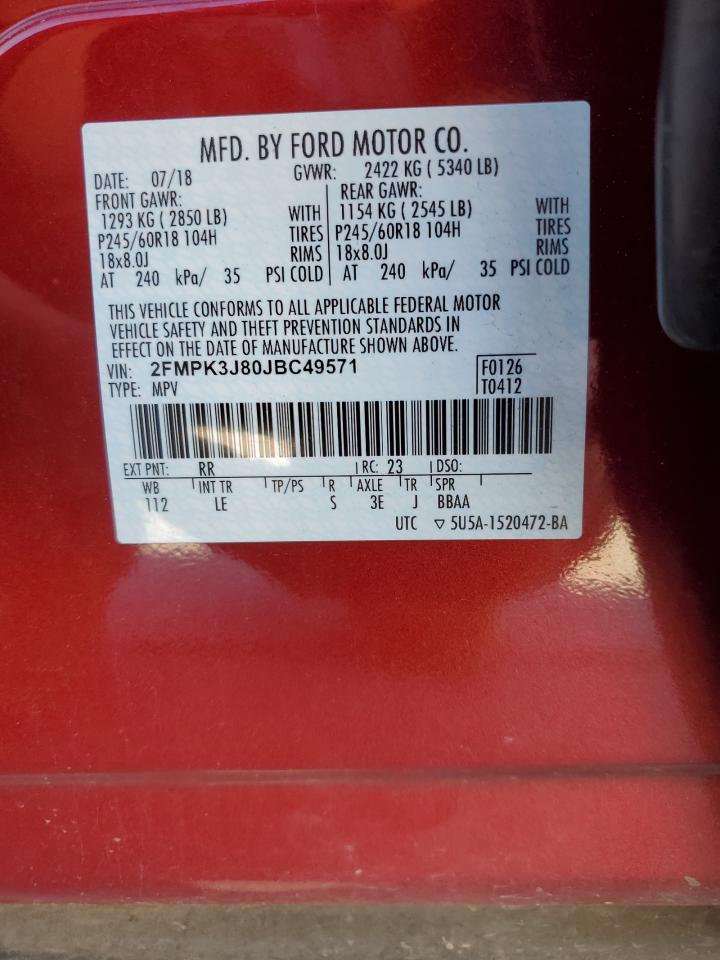 MFD. BY FORD MOTOR CO.
DATE: 07/18 GVWR: 2422 KG ( 5340 LB)
FRONT GAWR: REAR GAWR:
1293 KG ( 2850 LB) WITH 1154 KG ( 2545 LB) WITH
P245/60R18 104H TIRES P245/60R18 104H TIRES
18x8.0J RIMS 18x8.0J RIMS
AT 240 kPa/ 35 PSI COLD AT 240 kPa/ 35 PSI COLD
THIS VEHICLE CONFORMS TO ALL APPLICABLE FEDERAL MOTOR
VEHICLE SAFETY AND THEFT PREVENTION STANDARDS IN
EFFECT ON THE DATE OF MANUFACTURE SHOWN ABOVE.
VIN: 2FMPK3J80JBC49571 F0126
TYPE: MPV T0412
EXT PNT: RR RC: 23 DSO:
WB INT TR TP/PS R AXLE TR SPR
112 LE S 3E J BBAA
UTC ▽ 5U5A-1520472-BA